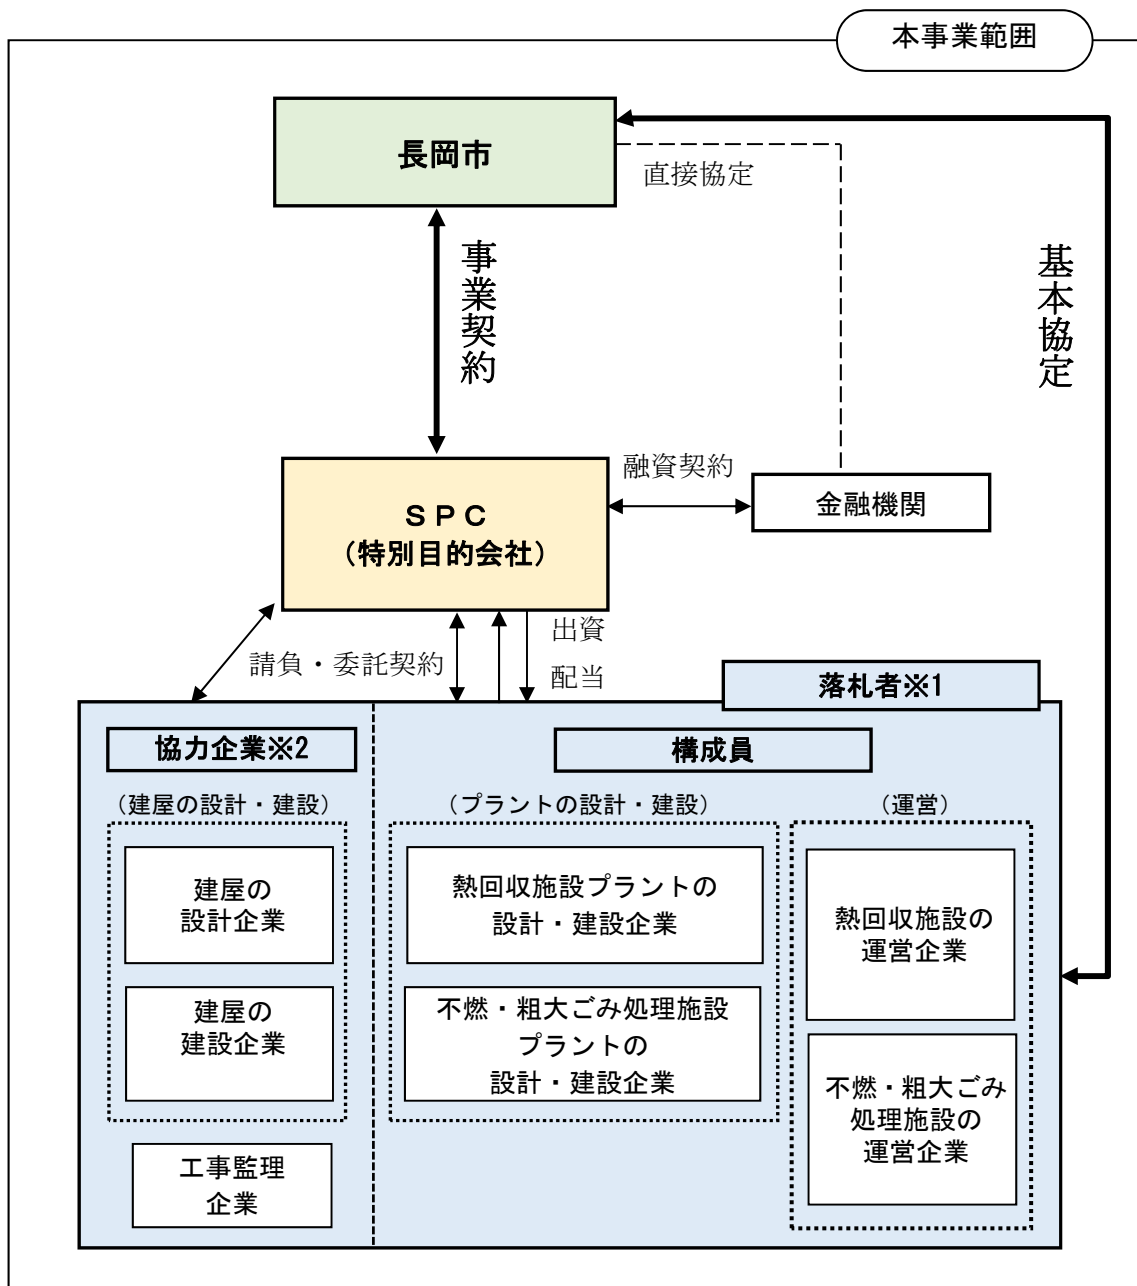 本事業範囲
長岡市
直接協定
事業契約
基本協定
融資契約
金融機関
ＳＰＣ
（特別目的会社）
出資
請負・委託契約
配当
落札者※1
協力企業※2
構成員
（建屋の設計・建設）
（プラントの設計・建設）
（運営）
建屋の
設計企業
熱回収施設プラントの
設計・建設企業
熱回収施設の
運営企業
建屋の
建設企業
不燃・粗大ごみ処理施設
プラントの
設計・建設企業
不燃・粗大ごみ
処理施設の
運営企業
工事監理
企業